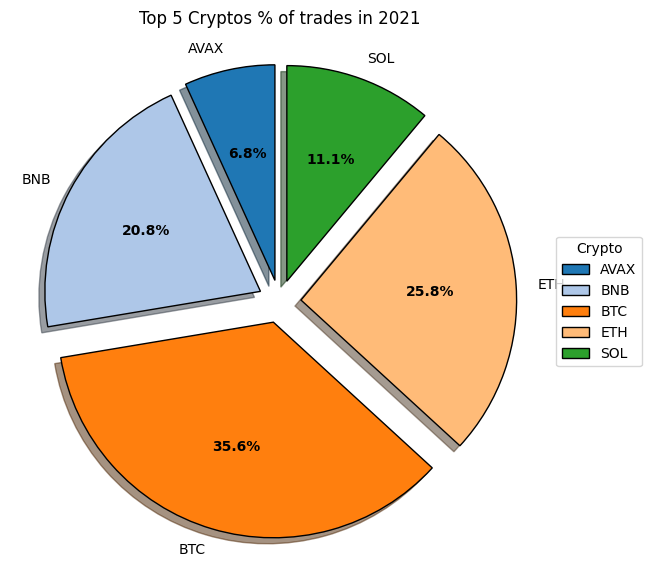 Top 5 Cryptos % of trades in 2021
AVAX
SOL
6.8%
11.1%
BNB
20.8%
25.8%
ETH
Crypto
AVAX
BNB
BTC
ETH
SOL
35.6%
BTC